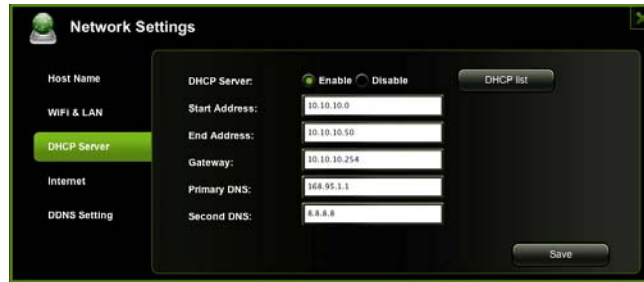 Network Settings
Host Name
WiFi & LAN
DHCP Server
Internet
DDNS Setting
DHCP Server: Enable Disable DHCP list
Start Address: 10.10.10.0
End Address: 10.10.10.50
Gateway: 10.10.10.254
Primary DNS: 168.95.1.1
Second DNS: 8.8.8.8
Save